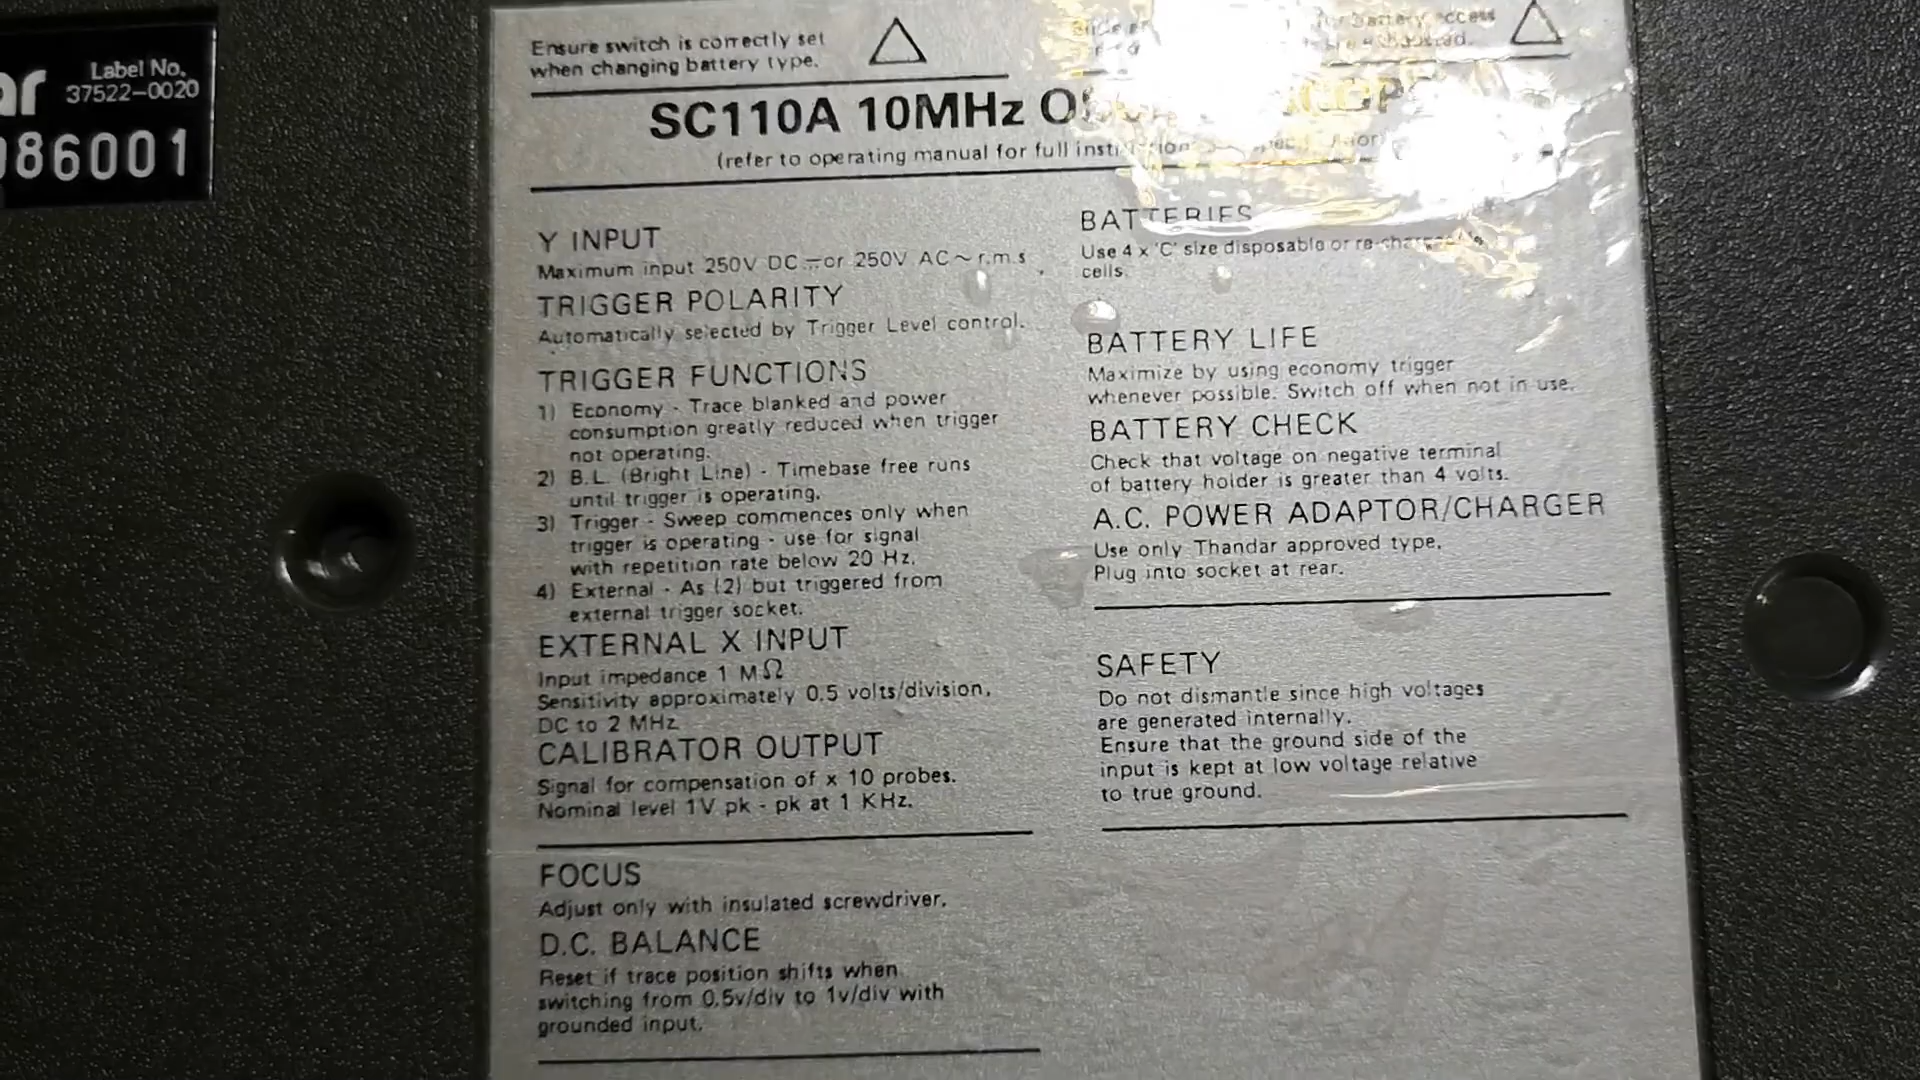 ar
Label No.
37522-0020
086001
Ensure switch is correctly set
when changing battery type.
for battery access
SC110A 10MHz
(refer to operating manual for full
Y INPUT
Maximum input 250V DC ⎓ or 250V AC ~ r.m.s
TRIGGER POLARITY
Automatically selected by Trigger Level control.
TRIGGER FUNCTIONS
1) Economy - Trace blanked and power
consumption greatly reduced when trigger
not operating.
2) B.L. (Bright Line) - Timebase free runs
until trigger is operating.
3) Trigger - Sweep commences only when
trigger is operating - use for signal
with repetition rate below 20 Hz.
4) External - As (2) but triggered from
external trigger socket.
EXTERNAL X INPUT
Input impedance 1 MΩ
Sensitivity approximately 0.5 volts/division,
DC to 2 MHz
CALIBRATOR OUTPUT
Signal for compensation of x 10 probes.
Nominal level 1V pk - pk at 1 KHz.
FOCUS
Adjust only with insulated screwdriver.
D.C. BALANCE
Reset if trace position shifts when
switching from 0.5v/div to 1v/div with
grounded input.
BATTERIES
Use 4 x 'C' size disposable or
cells.
BATTERY LIFE
Maximize by using economy trigger
whenever possible. Switch off when not in use.
BATTERY CHECK
Check that voltage on negative terminal
of battery holder is greater than 4 volts.
A.C. POWER ADAPTOR/CHARGER
Use only Thandar approved type.
Plug into socket at rear.
SAFETY
Do not dismantle since high voltages
are generated internally.
Ensure that the ground side of the
input is kept at low voltage relative
to true ground.